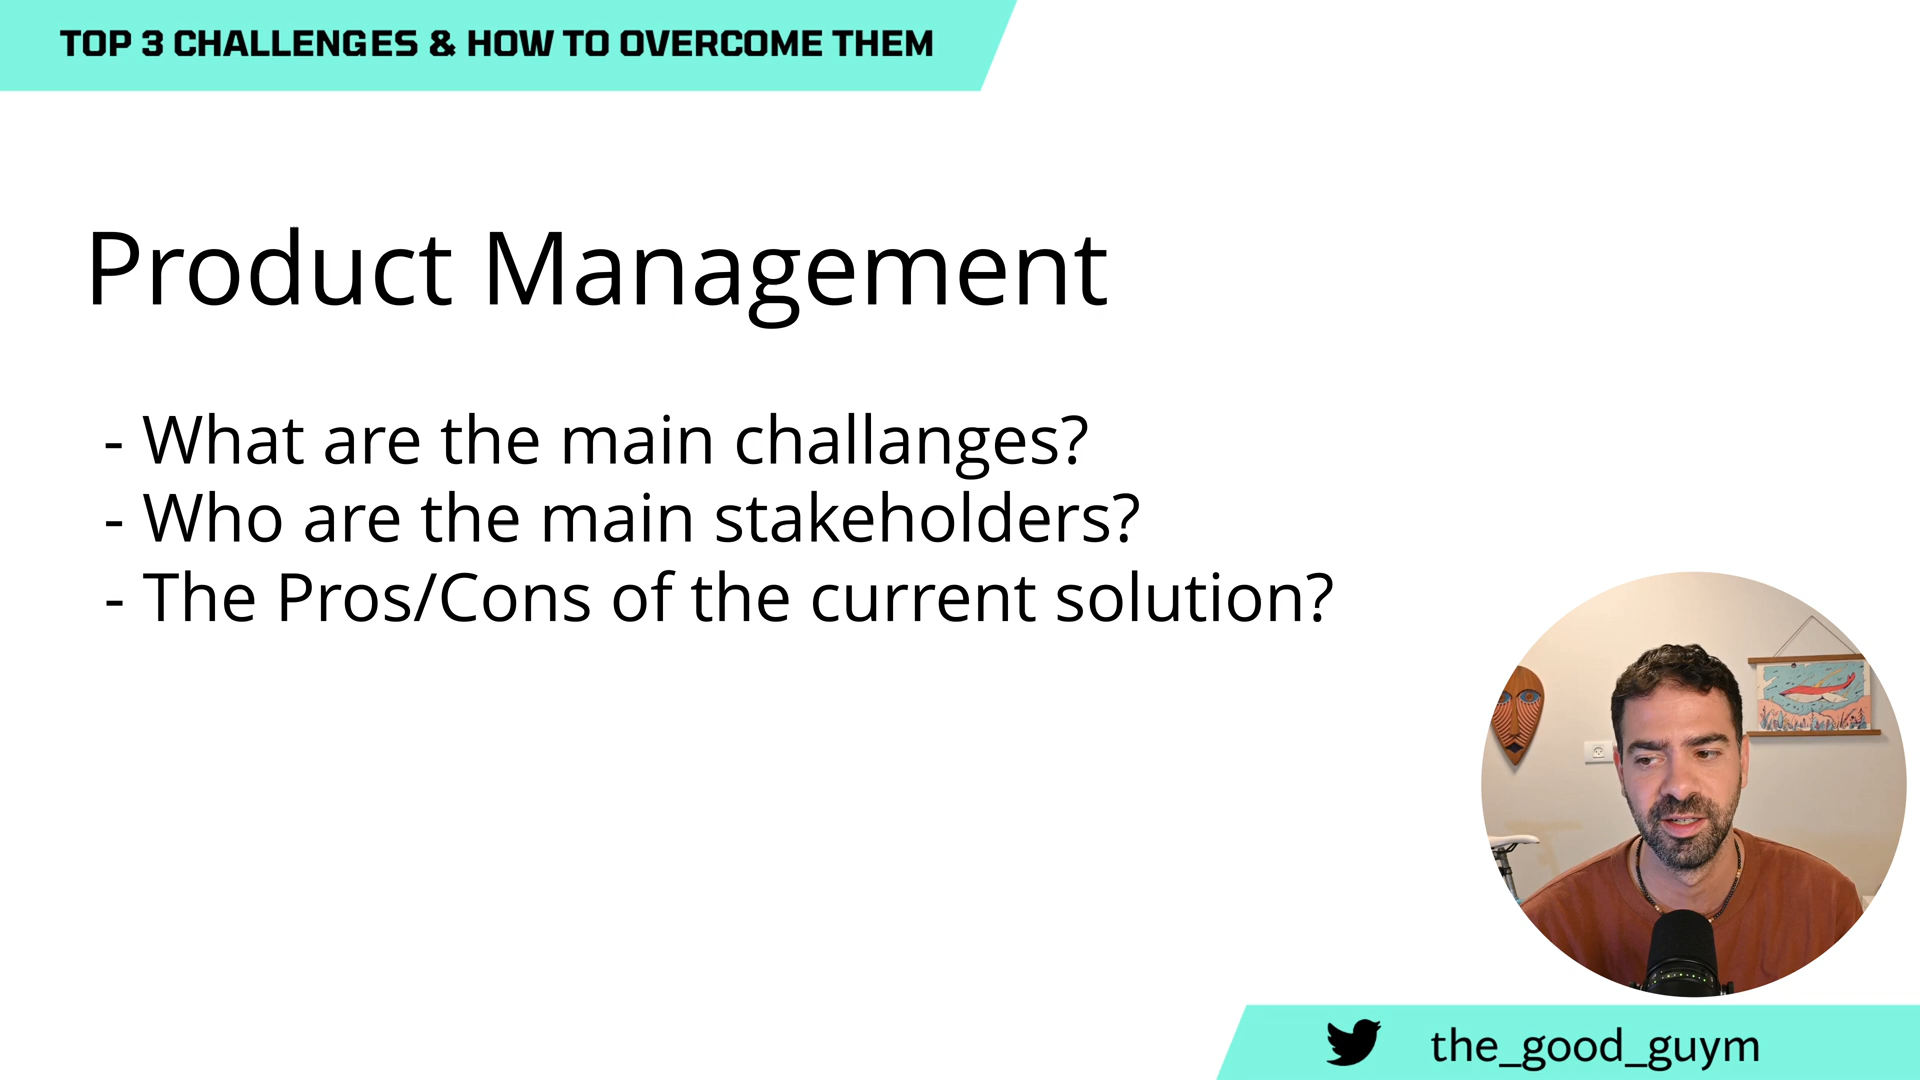 TOP 3 CHALLENGES & HOW TO OVERCOME THEM
Product Management
- What are the main challanges?
- Who are the main stakeholders?
- The Pros/Cons of the current solution?
the_good_guym